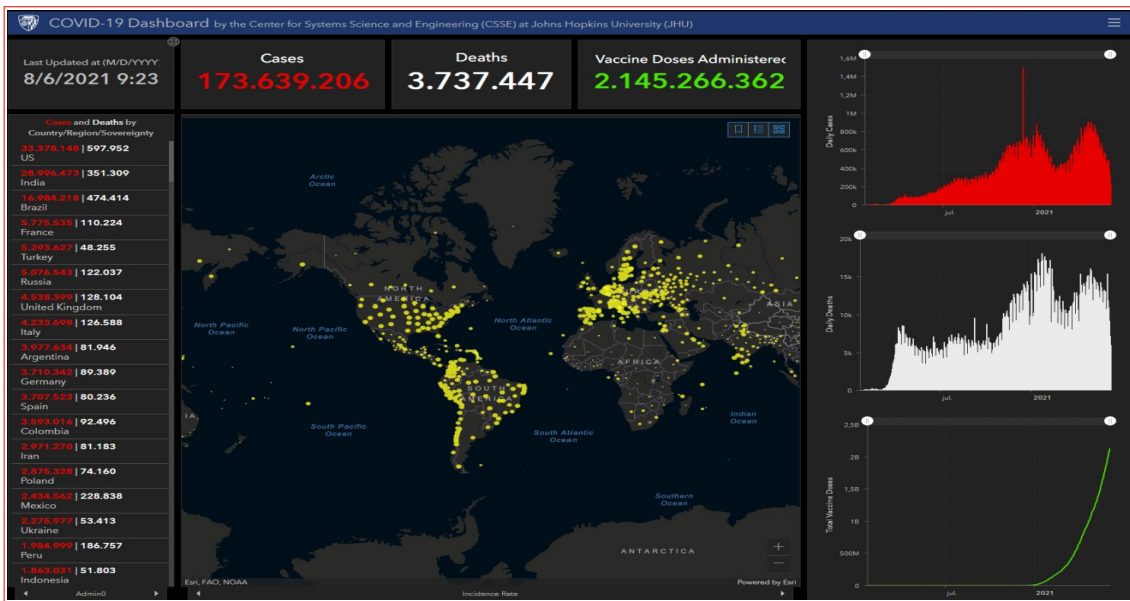 COVID-19 Dashboard by the Center for Systems Science and Engineering (CSSE) at Johns Hopkins University (JHU)
Last Updated at (M/D/YYYY)
8/6/2021 9:23
Cases
173.639.206
Deaths
3.737.447
Vaccine Doses Administerec
2.145.266.362
Cases and Deaths by
Country/Region/Sovereignty
33.378.148 | 597.952
US
28.996.473 | 351.309
India
16.984.218 | 474.414
Brazil
5.775.535 | 110.224
France
5.293.627 | 48.255
Turkey
5.076.543 | 122.037
Russia
4.538.399 | 128.104
United Kingdom
4.233.698 | 126.588
Italy
3.977.634 | 81.946
Argentina
3.710.342 | 89.389
Germany
3.707.523 | 80.236
Spain
3.593.016 | 92.496
Colombia
2.971.270 | 81.183
Iran
2.875.328 | 74.160
Poland
2.434.562 | 228.838
Mexico
2.275.977 | 53.413
Ukraine
1.984.999 | 186.757
Peru
1.863.031 | 51.803
Indonesia
Admin0
Arctic
Ocean
NORTH
AMERICA
ASIA
North Pacific
Ocean
North Pacific
Ocean
North Atlantic
Ocean
AFRICA
SOUTH
AMERICA
IA
South Pacific
Ocean
South Atlantic
Ocean
Indian
Ocean
Southern
Ocean
ANTARCTICA
+
−
Esri, FAO, NOAA
Powered by Esri
Incidence Rate
1,6M
1,4M
1,2M
1M
800k
600k
400k
200k
0
Daily Cases
jul.
2021
20k
15k
10k
5k
0
Daily Deaths
jul.
2021
2,5B
2B
1,5B
1B
500M
0
Total Vaccine Doses
jul.
2021